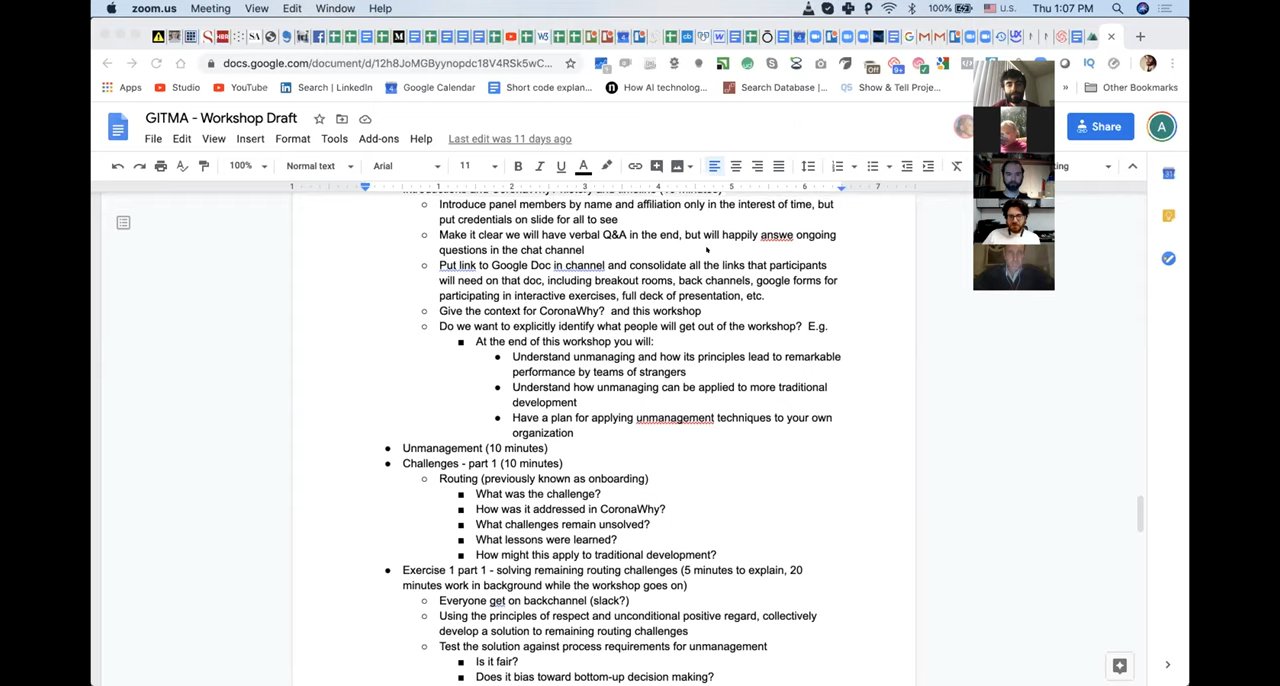 zoom.us Meeting View Edit Window Help 100% U.S. Thu 1:07 PM
docs.google.com/document/d/12h8JoMGByynopdc18V4RSk5wC...
Apps Studio YouTube Search | LinkedIn Google Calendar Short code explan... How AI technolog... Search Database |... Show & Tell Projec... » Other Bookmarks
GITMA - Workshop Draft
Share
A
File Edit View Insert Format Tools Add-ons Help Last edit was 11 days ago
100% Normal text Arial 11 B I U A
1 1 2 3 4 5 6 7
Introduce panel members by name and affiliation only in the interest of time, but
put credentials on slide for all to see
Make it clear we will have verbal Q&A in the end, but will happily answe ongoing
questions in the chat channel
Put link to Google Doc in channel and consolidate all the links that participants
will need on that doc, including breakout rooms, back channels, google forms for
participating in interactive exercises, full deck of presentation, etc.
Give the context for CoronaWhy? and this workshop
Do we want to explicitly identify what people will get out of the workshop? E.g.
At the end of this workshop you will:
Understand unmanaging and how its principles lead to remarkable
performance by teams of strangers
Understand how unmanaging can be applied to more traditional
development
Have a plan for applying unmanagement techniques to your own
organization
Unmanagement (10 minutes)
Challenges - part 1 (10 minutes)
Routing (previously known as onboarding)
What was the challenge?
How was it addressed in CoronaWhy?
What challenges remain unsolved?
What lessons were learned?
How might this apply to traditional development?
Exercise 1 part 1 - solving remaining routing challenges (5 minutes to explain, 20
minutes work in background while the workshop goes on)
Everyone get on backchannel (slack?)
Using the principles of respect and unconditional positive regard, collectively
develop a solution to remaining routing challenges
Test the solution against process requirements for unmanagement
Is it fair?
Does it bias toward bottom-up decision making?